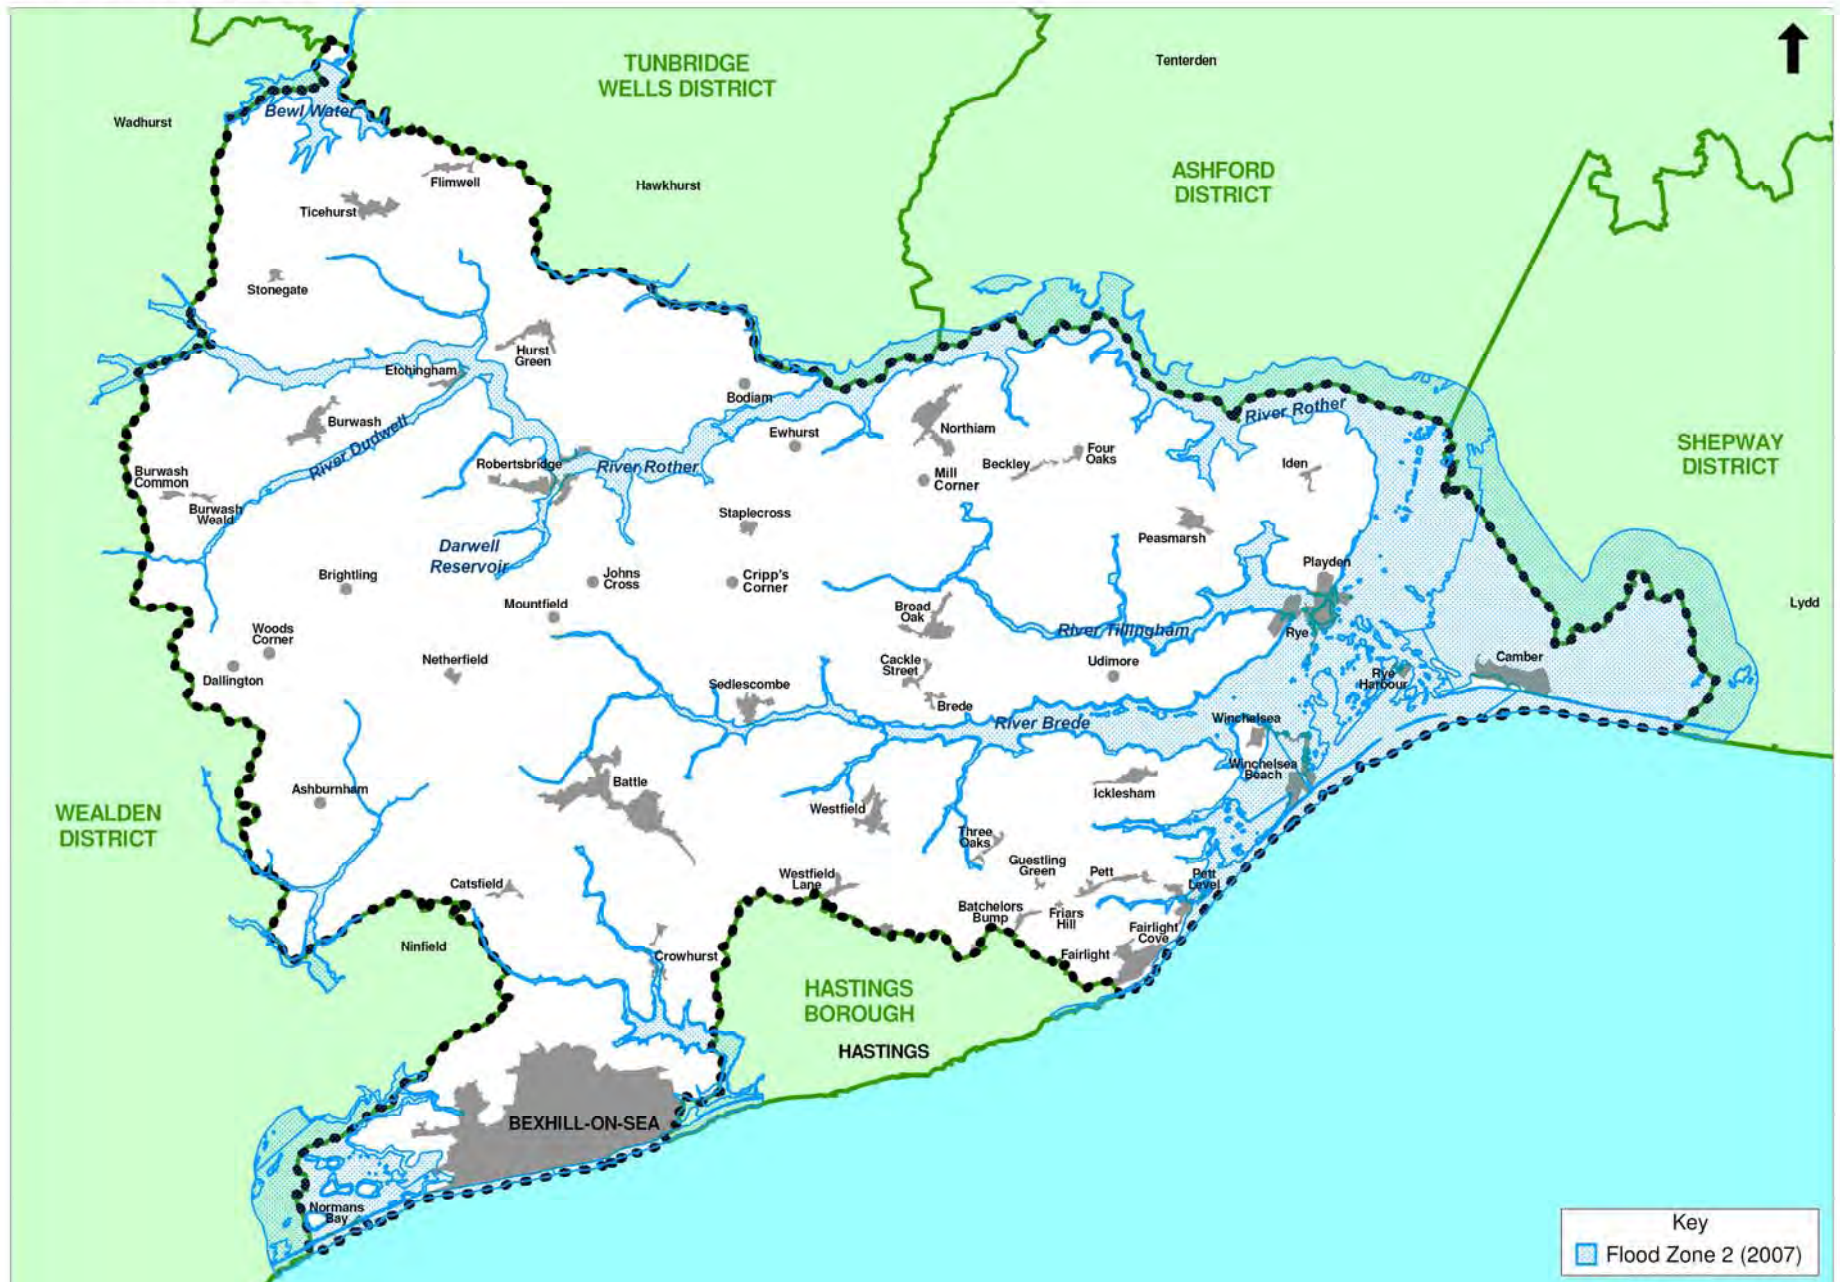 TUNBRIDGE
WELLS DISTRICT
Tenterden
Bewl Water
Wadhurst
ASHFORD
DISTRICT
Flimwell
Hawkhurst
Ticehurst
Stonegate
Hurst
Green
Etchingham
Bodiam
River Rother
Burwash
River Dudwell
Northiam
Ewhurst
SHEPWAY
DISTRICT
Four
Oaks
Beckley
Iden
Robertsbridge
River Rother
Burwash
Common
Mill
Corner
Burwash
Weald
Staplecross
Peasmarsh
Darwell
Reservoir
Playden
Brightling
Johns
Cross
Cripp's
Corner
Mountfield
Broad
Oak
Lydd
Woods
Corner
River Tillingham
Rye
Netherfield
Cackle
Street
Udimore
Camber
Dallington
Rye
Harbour
Sedlescombe
Brede
River Brede
Winchelsea
Winchelsea
Beach
Battle
Ashburnham
Icklesham
Westfield
WEALDEN
DISTRICT
Three
Oaks
Guestling
Green
Pett
Pett
Level
Catsfield
Westfield
Lane
Batchelors
Bump
Friars
Hill
Fairlight
Cove
Ninfield
Crowhurst
Fairlight
HASTINGS
BOROUGH
HASTINGS
BEXHILL-ON-SEA
Normans
Bay
Key
Flood Zone 2 (2007)